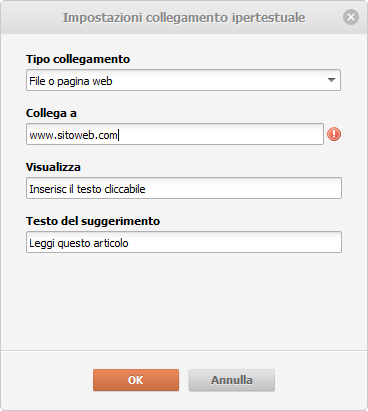 Impostazioni collegamento ipertestuale
Tipo collegamento
File o pagina web
Collega a
www.sitoweb.com
Visualizza
Inserisc il testo cliccabile
Testo del suggerimento
Leggi questo articolo
OK
Annulla